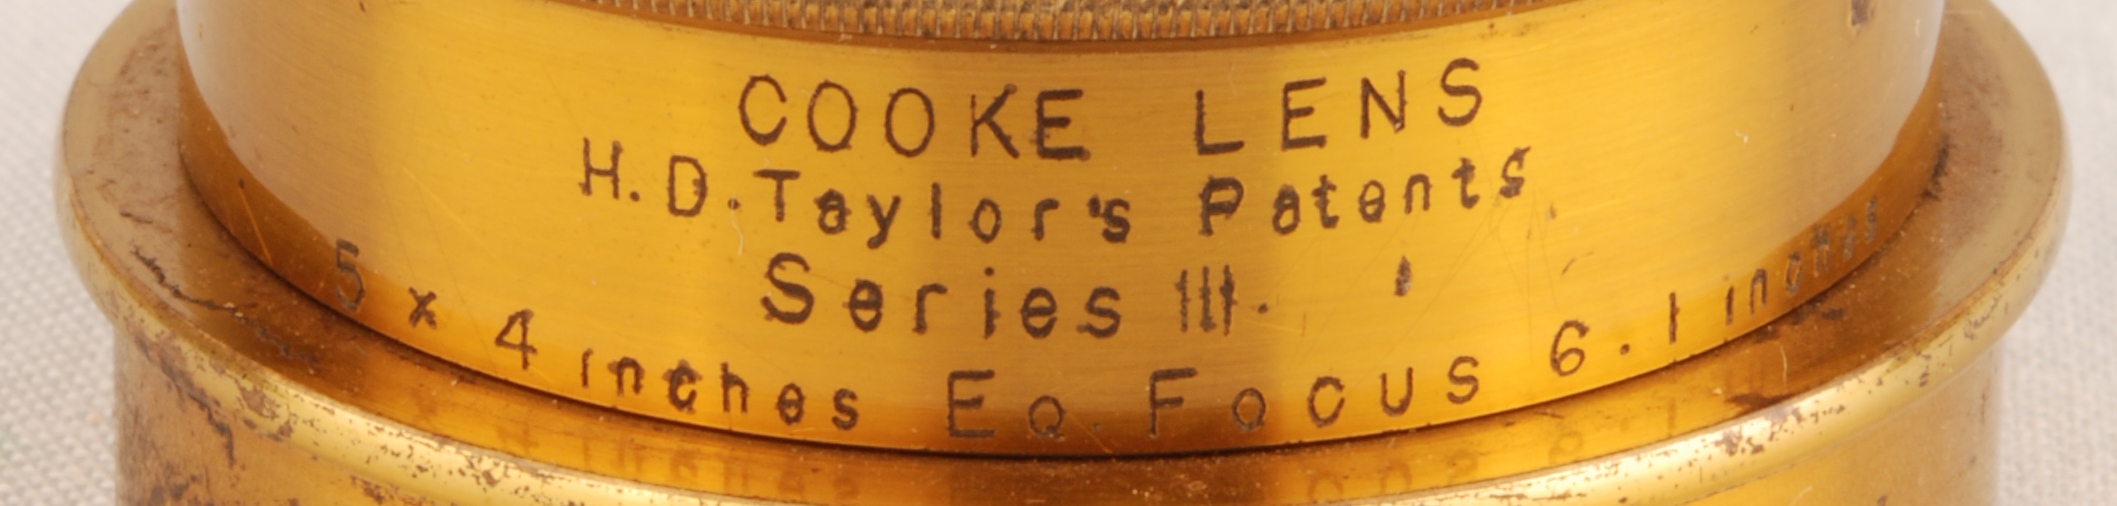 COOKE LENS
H.D. Taylor's Patents
Series III.
5 x 4 inches Eq. Focus 6.1 inches